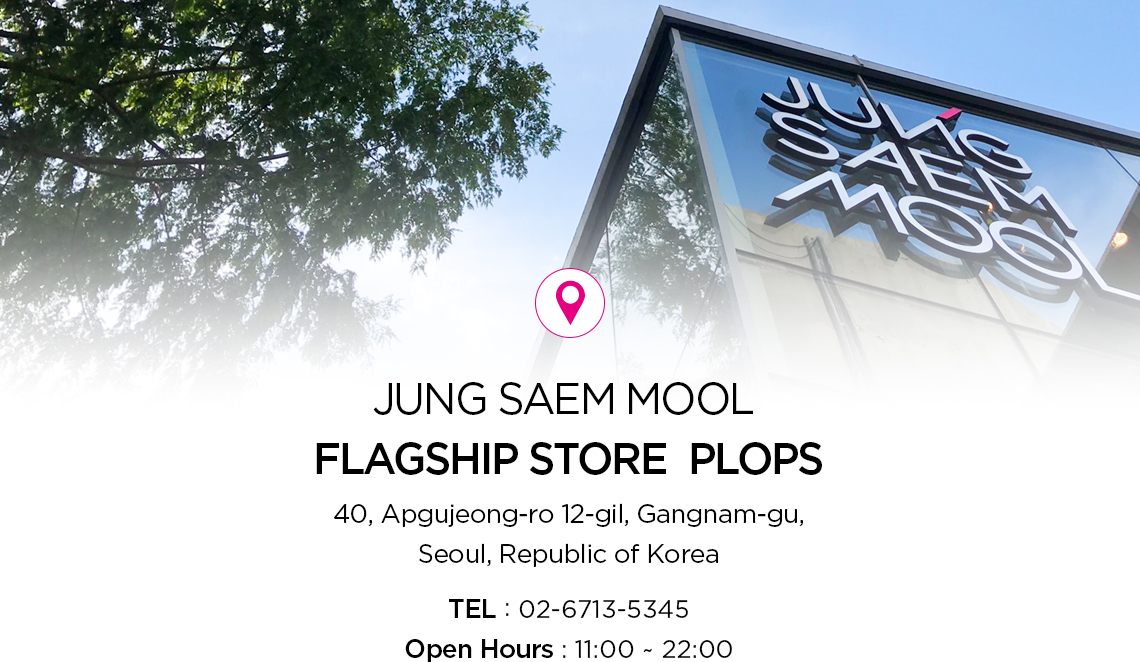 JUNG
SAEM
MOOL
JUNG SAEM MOOL
FLAGSHIP STORE PLOPS
40, Apgujeong-ro 12-gil, Gangnam-gu,
Seoul, Republic of Korea
TEL : 02-6713-5345
Open Hours : 11:00 ~ 22:00